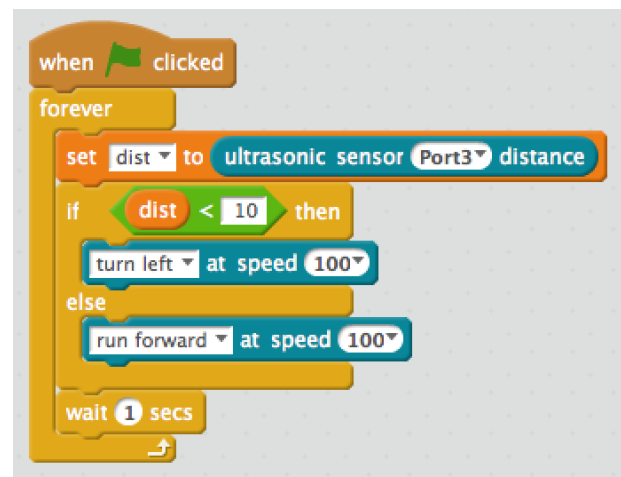 when clicked
forever
set dist to ultrasonic sensor Port3 distance
if dist < 10 then
turn left at speed 100
else
run forward at speed 100
wait 1 secs